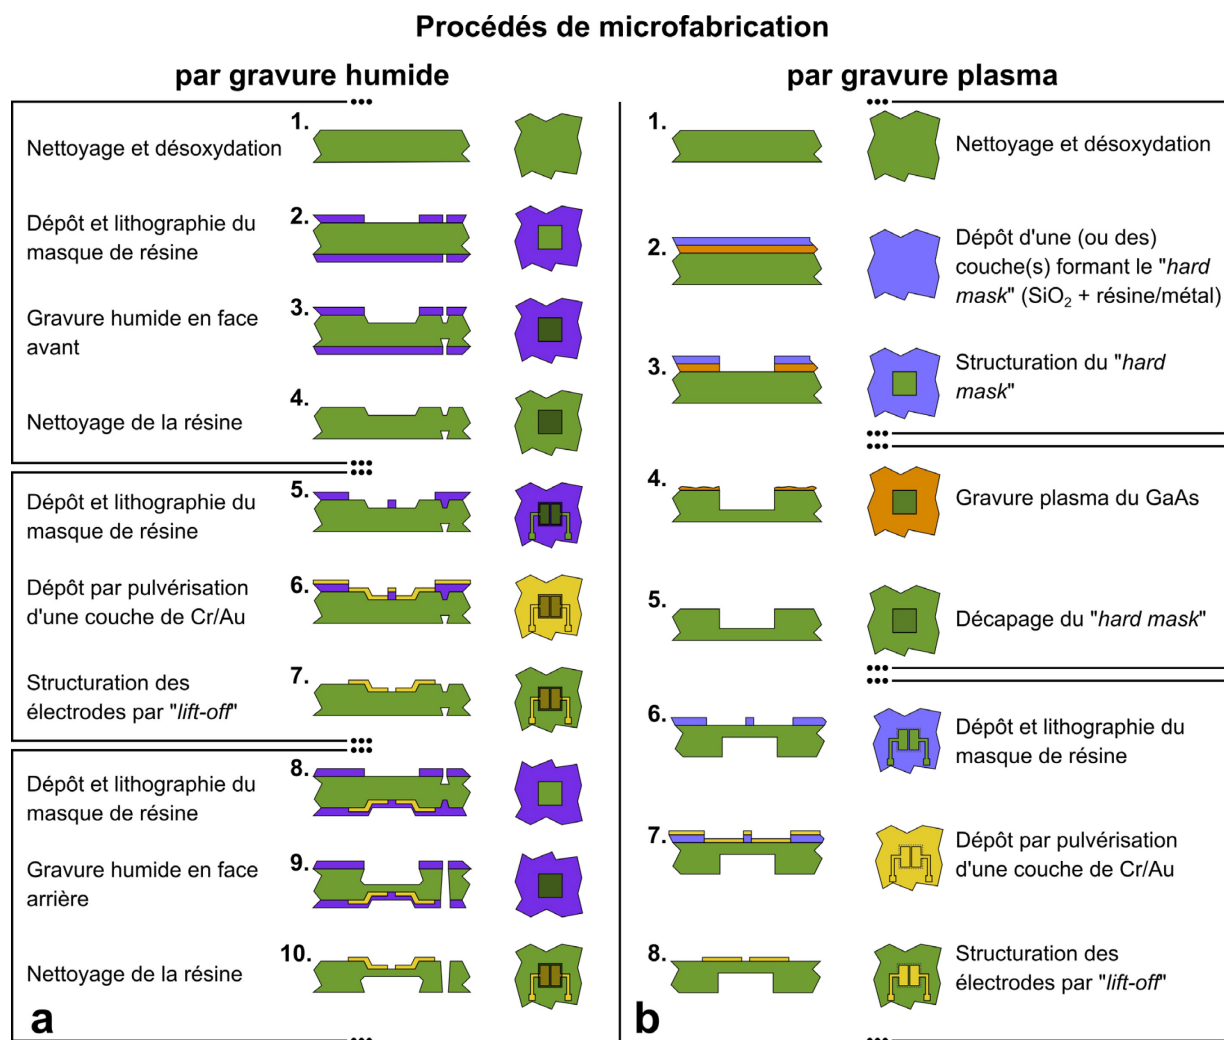 Procédés de microfabrication
par gravure humide
1.
Nettoyage et désoxydation
2.
Dépôt et lithographie du
masque de résine
3.
Gravure humide en face
avant
4.
Nettoyage de la résine
5.
Dépôt et lithographie du
masque de résine
6.
Dépôt par pulvérisation
d'une couche de Cr/Au
7.
Structuration des
électrodes par "lift-off"
8.
Dépôt et lithographie du
masque de résine
9.
Gravure humide en face
arrière
10.
Nettoyage de la résine
a
par gravure plasma
1.
Nettoyage et désoxydation
2.
Dépôt d'une (ou des)
couche(s) formant le "hard
mask" (SiO₂ + résine/métal)
3.
Structuration du "hard
mask"
4.
Gravure plasma du GaAs
5.
Décapage du "hard mask"
6.
Dépôt et lithographie du
masque de résine
7.
Dépôt par pulvérisation
d'une couche de Cr/Au
8.
Structuration des
électrodes par "lift-off"
b